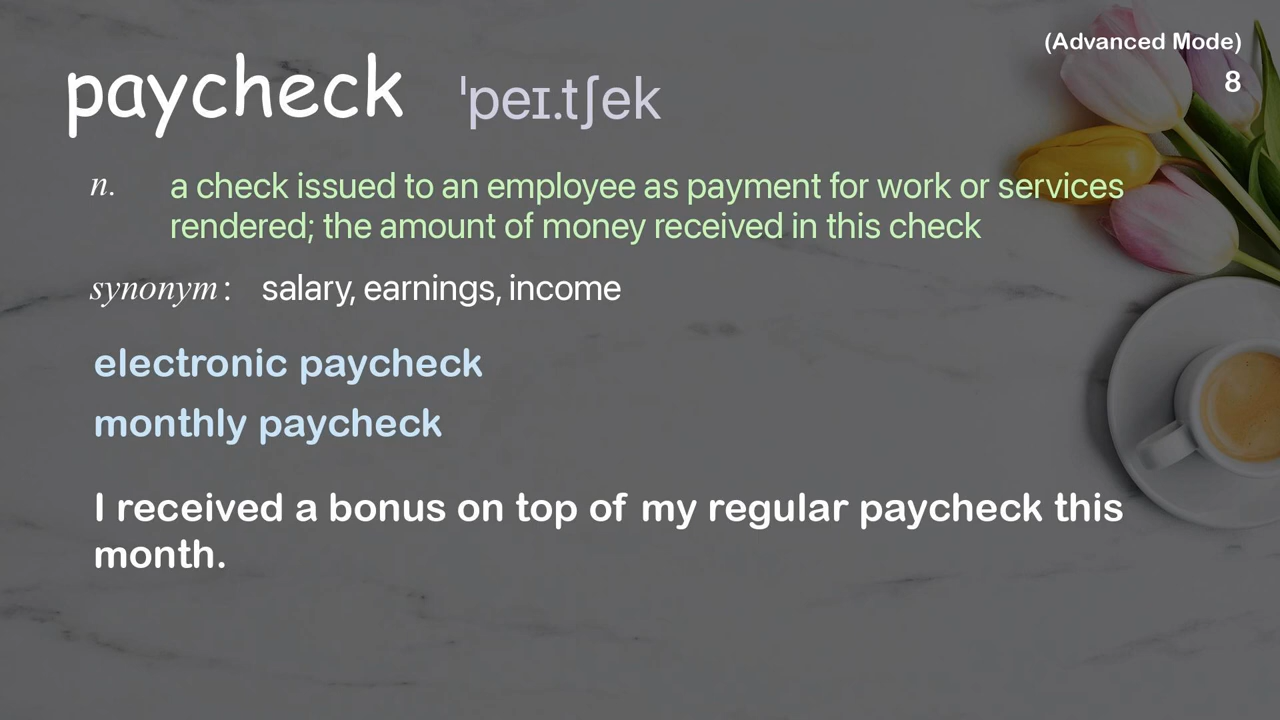 (Advanced Mode)
8
paycheck ˈpeɪ.tʃek
n. a check issued to an employee as payment for work or services
rendered; the amount of money received in this check
synonym: salary, earnings, income
electronic paycheck
monthly paycheck
I received a bonus on top of my regular paycheck this
month.